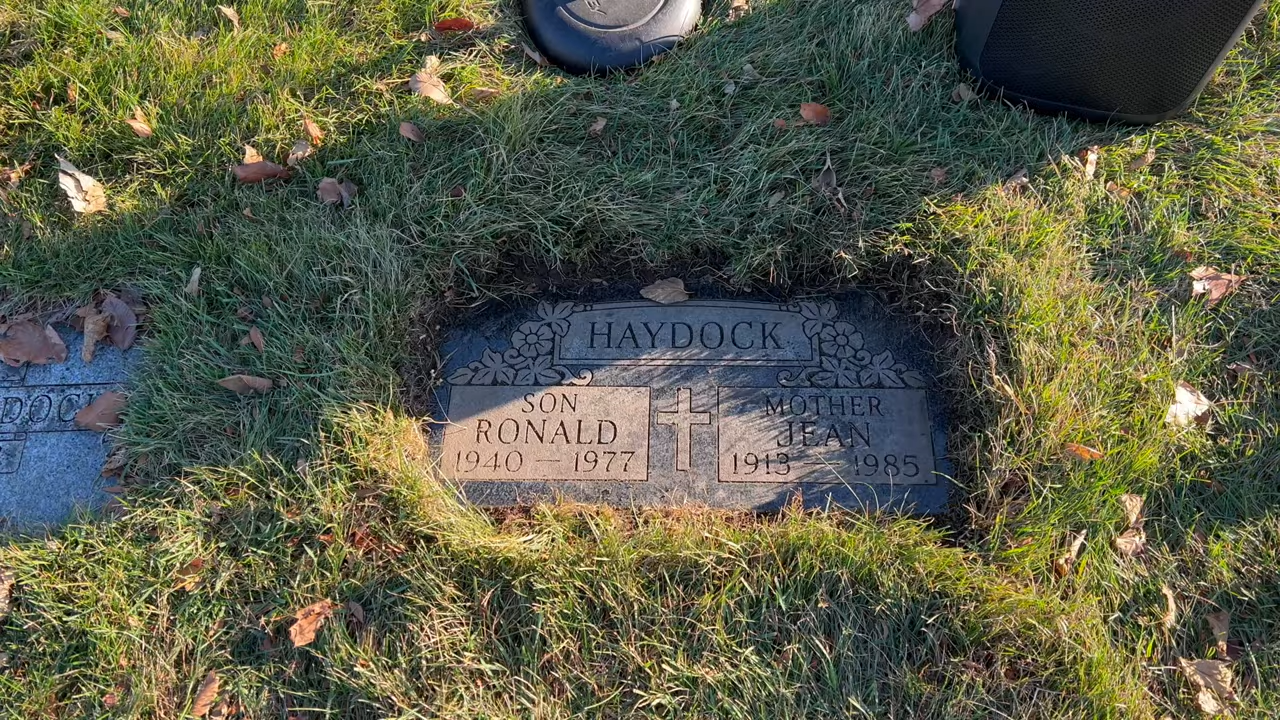 HAYDOCK
SON
RONALD
1940 — 1977
MOTHER
JEAN
1913 — 1985